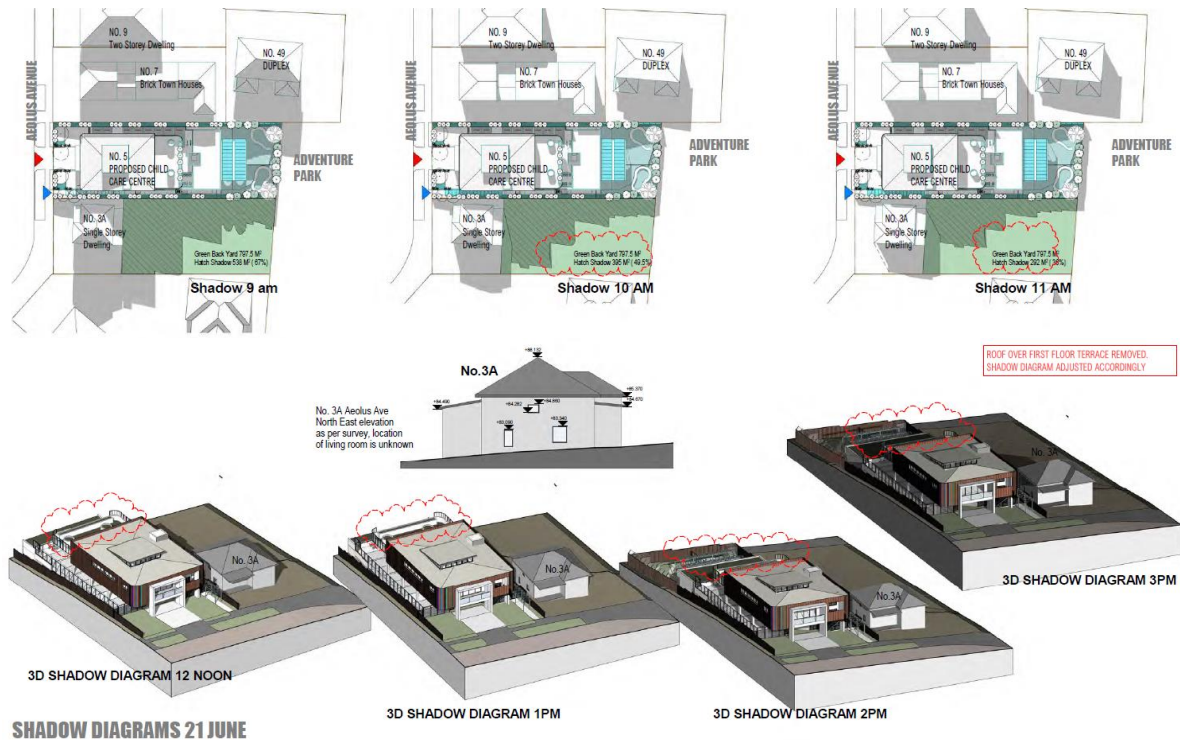 NO. 9
Two Storey Dwelling
NO. 49
DUPLEX
NO. 7
Brick Town Houses
AEOLUS AVENUE
NO. 5
PROPOSED CHILD
CARE CENTRE
ADVENTURE
PARK
NO. 3A
Single Storey
Dwelling
Green Back Yard 797.5 M²
Hatch Shadow 538 M² ( 67%)
Shadow 9 am
NO. 9
Two Storey Dwelling
NO. 49
DUPLEX
NO. 7
Brick Town Houses
AEOLUS AVENUE
NO. 5
PROPOSED CHILD
CARE CENTRE
ADVENTURE
PARK
NO. 3A
Single Storey
Dwelling
Green Back Yard 797.5 M²
Hatch Shadow 395 M² ( 49.5%)
Shadow 10 AM
NO. 9
Two Storey Dwelling
NO. 49
DUPLEX
NO. 7
Brick Town Houses
AEOLUS AVENUE
NO. 5
PROPOSED CHILD
CARE CENTRE
ADVENTURE
PARK
NO. 3A
Single Storey
Dwelling
Green Back Yard 797.5 M²
Hatch Shadow 292 M²
Shadow 11 AM
No.3A
No. 3A Aeolus Ave
North East elevation
as per survey, location
of living room is unknown
ROOF OVER FIRST FLOOR TERRACE REMOVED.
SHADOW DIAGRAM ADJUSTED ACCORDINGLY
No. 3A
3D SHADOW DIAGRAM 3PM
No. 3A
3D SHADOW DIAGRAM 12 NOON
No.3A
3D SHADOW DIAGRAM 1PM
No.3A
3D SHADOW DIAGRAM 2PM
SHADOW DIAGRAMS 21 JUNE